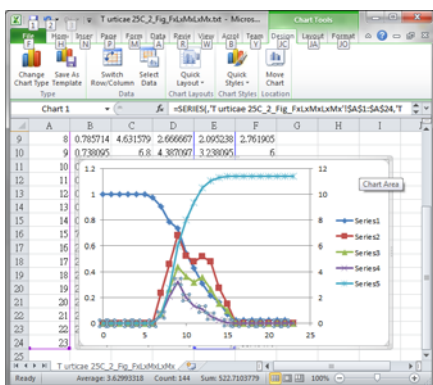 T urticae 25C_2_Fig_FxLxMxLxMx.txt - Micros...
Chart Tools
File Hom Inser Page Form Data Revie View Acrol Team Design Layout Format
F H N P M A R W B Y JC JA JO
Change Chart Type
Save As Template
Switch Row/Column
Select Data
Quick Layout
Quick Styles
Move Chart
Type Data Chart Layouts Chart Styles Location
Chart 1 fx =SERIES(,'T urticae 25C_2_Fig_FxLxMxLxMx'!$A$1:$A$24,'T
A B C D E F G H I
9 8 0.785714 4.631579 2.666667 2.095238 2.761905
10 9 0.738095 6.8 4.387097 3.238095 6
11 10
12 11
13 12
14 13
15 14
16 15
17 16
18 17
19 18
20 19
21 20
22 21
23 22
24 23
25
1.2 12
1 10
0.8 8
0.6 6
0.4 4
0.2 2
0 0
0 5 10 15 20 25
Chart Area
Series1
Series2
Series3
Series4
Series5
T urticae 25C_2_Fig_FxLxMxLxMx
Ready Average: 3.62993318 Count: 144 Sum: 522.7103779 100%